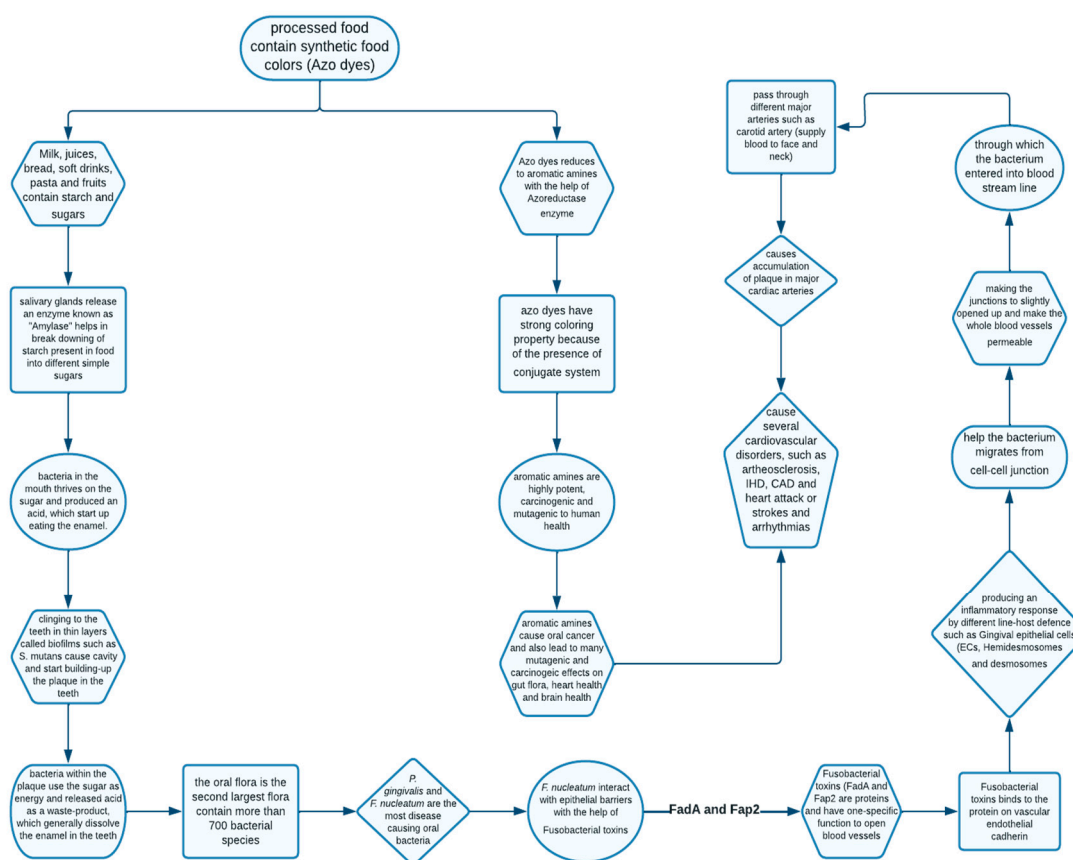 processed food
contain synthetic food
colors (Azo dyes)
Milk, juices,
bread, soft drinks,
pasta and fruits
contain starch and
sugars
salivary glands release
an enzyme known as
"Amylase" helps in
break downing of
starch present in food
into different simple
sugars
bacteria in the
mouth thrives on the
sugar and produced an
acid, which start up
eating the enamel.
clinging to the
teeth in thin layers
called biofilms such as
S. mutans cause cavity
and start building-up
the plaque in the
teeth
bacteria within the
plaque use the sugar as
energy and released acid
as a waste-product,
which generally dissolve
the enamel in the teeth
the oral flora is the
second largest flora
contain more than
700 bacterial
species
P.
gingivalis and
F. nucleatum are the
most disease
causing oral
bacteria
F. nucleatum interact
with epithelial barriers
with the help of
Fusobacterial toxins
FadA and Fap2
Fusobacterial
toxins (FadA and
Fap2 are proteins
and have one-specific
function to open
blood vessels
Fusobacterial
toxins binds to the
protein on vascular
endothelial
cadherin
producing an
inflammatory response
by different line-host defence
such as Gingival epithelial cells
(ECs, Hemidesmosomes
and desmosomes
help the bacterium
migrates from
cell-cell junction
making the
junctions to slightly
opened up and make the
whole blood vessels
permeable
through which
the bacterium
entered into blood
stream line
pass through
different major
arteries such as
carotid artery (supply
blood to face and
neck)
causes
accumulation
of plaque in major
cardiac arteries
cause
several
cardiovascular
disorders, such as
artheosclerosis,
IHD, CAD and
heart attack or
strokes and
arrhythmias
Azo dyes reduces
to aromatic amines
with the help of
Azoreductase
enzyme
azo dyes have
strong coloring
property because
of the presence of
conjugate system
aromatic amines are
highly potent,
carcinogenic and
mutagenic to human
health
aromatic amines
cause oral cancer
and also lead to many
mutagenic and
carcinogeic effects on
gut flora, heart health
and brain health